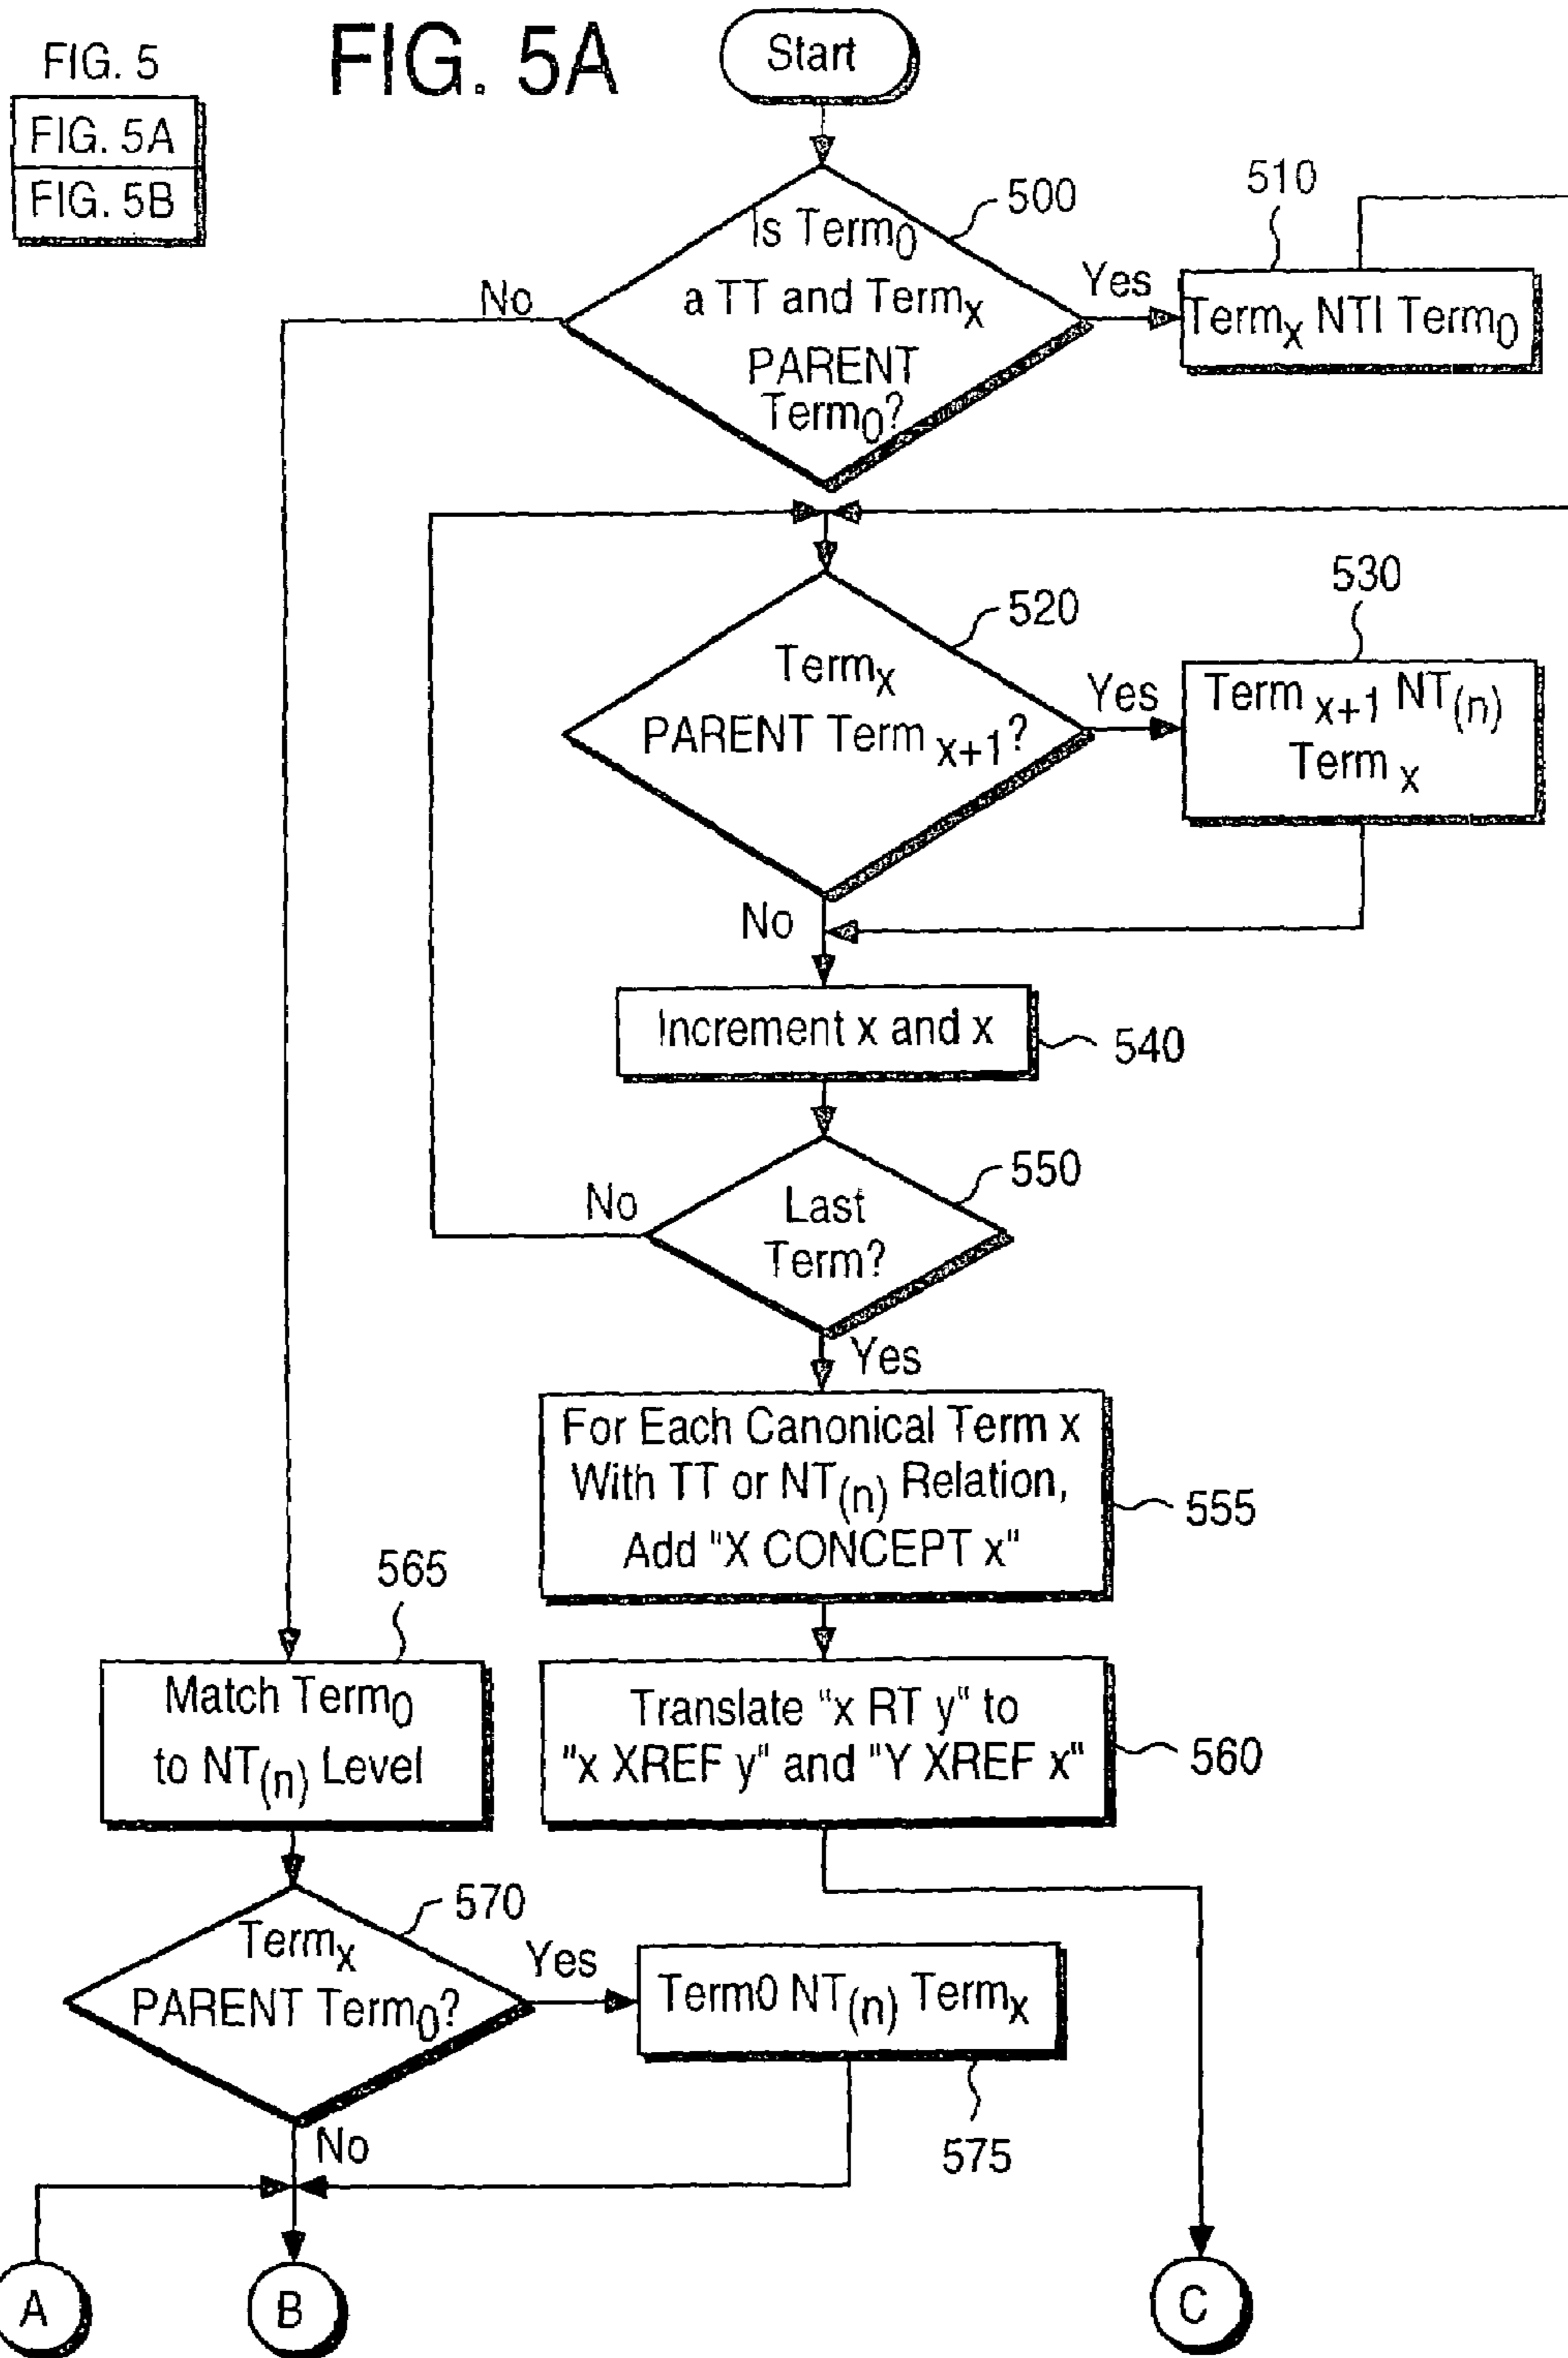 FIG. 5
FIG. 5A
FIG. 5B
FIG. 5A
Start
500
Is Term0
a TT and Termx
PARENT
Term0?
No
Yes
510
Termx NTI Term0
520
Termx
PARENT Term x+1?
Yes
No
530
Term x+1 NT(n)
Term x
Increment x and x
540
550
Last
Term?
No
Yes
For Each Canonical Term x
With TT or NT(n) Relation,
Add "X CONCEPT x"
555
Translate "x RT y" to
"x XREF y" and "Y XREF x"
560
565
Match Term0
to NT(n) Level
570
Termx
PARENT Term0?
Yes
No
Term0 NT(n) Termx
575
A
B
C